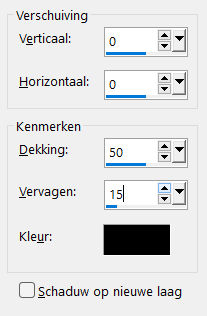 Verschuiving
Verticaal: 0
Horizontaal: 0
Kenmerken
Dekking: 50
Vervagen: 15
Kleur:
Schaduw op nieuwe laag